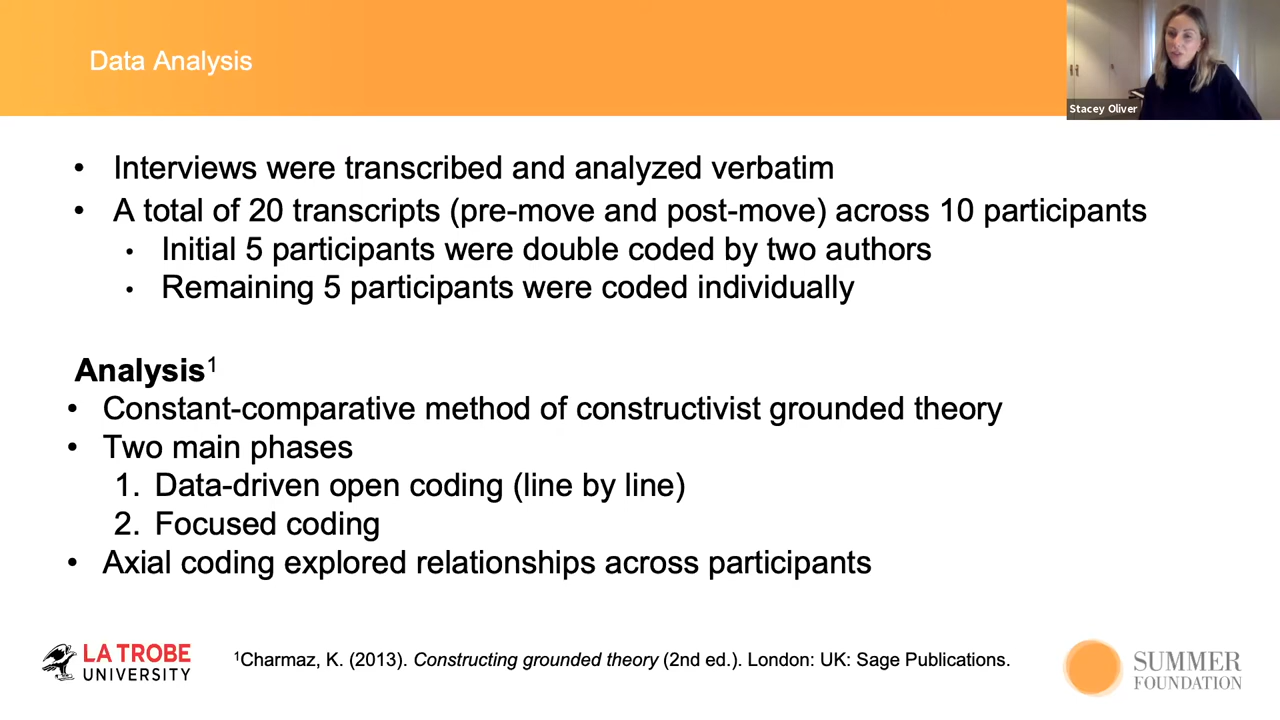 Data Analysis
Stacey Oliver
• Interviews were transcribed and analyzed verbatim
• A total of 20 transcripts (pre-move and post-move) across 10 participants
• Initial 5 participants were double coded by two authors
• Remaining 5 participants were coded individually
Analysis¹
• Constant-comparative method of constructivist grounded theory
• Two main phases
1. Data-driven open coding (line by line)
2. Focused coding
• Axial coding explored relationships across participants
LA TROBE
UNIVERSITY
¹Charmaz, K. (2013). Constructing grounded theory (2nd ed.). London: UK: Sage Publications.
SUMMER
FOUNDATION